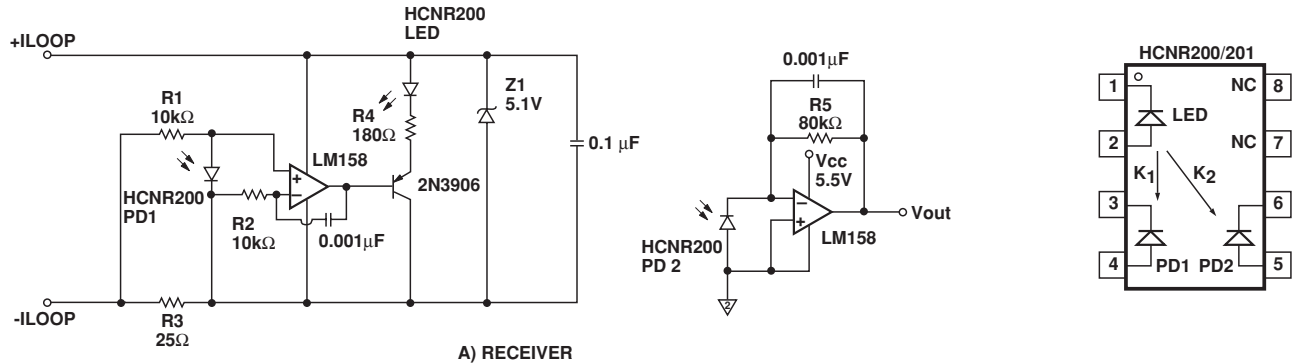 HCNR200
LED
+ILOOP
R1
10kΩ
R4
180Ω
Z1
5.1V
0.1 µF
LM158
+
–
2N3906
HCNR200
PD1
R2
10kΩ
0.001µF
-ILOOP
R3
25Ω
A) RECEIVER
0.001µF
R5
80kΩ
Vcc
5.5V
–
+
LM158
Vout
HCNR200
PD 2
2
HCNR200/201
1
NC
8
LED
2
NC
7
K1
K2
3
6
4
PD1
PD2
5